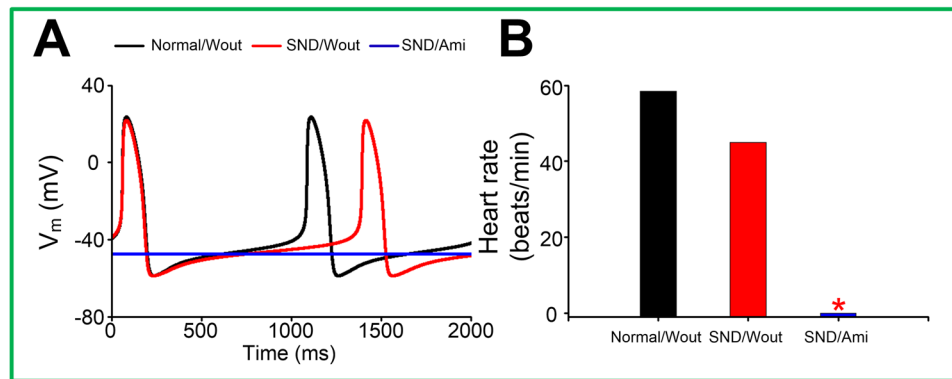 A
Normal/Wout
SND/Wout
SND/Ami
B
V_m (mV)
40
0
-40
-80
0
500
1000
1500
2000
Time (ms)
Heart rate
(beats/min)
60
40
20
0
*
Normal/Wout
SND/Wout
SND/Ami